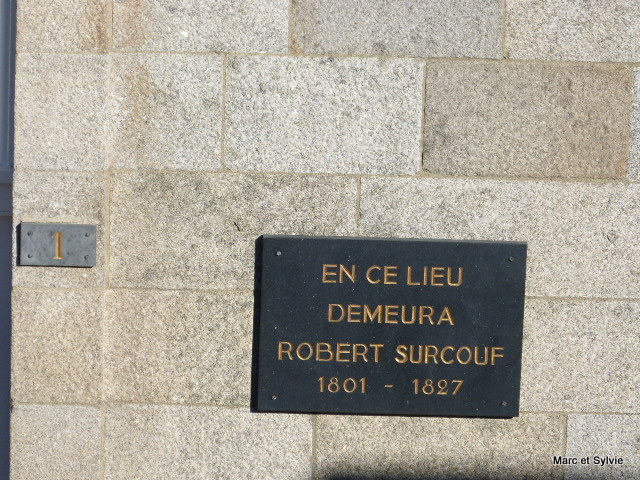 1
EN CE LIEU
DEMEURA
ROBERT SURCOUF
1801 - 1827
Marc et Sylvie